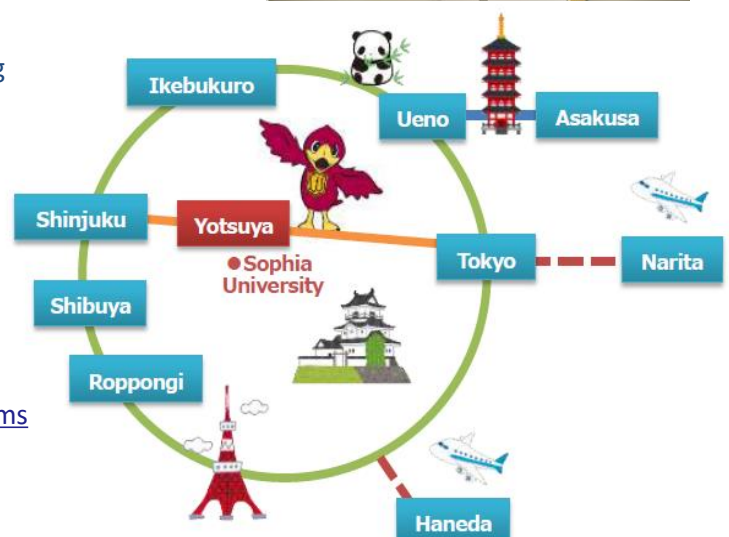 Ikebukuro
Ueno
Asakusa
Shinjuku
Yotsuya
Tokyo
Narita
●Sophia
University
Shibuya
Roppongi
Haneda